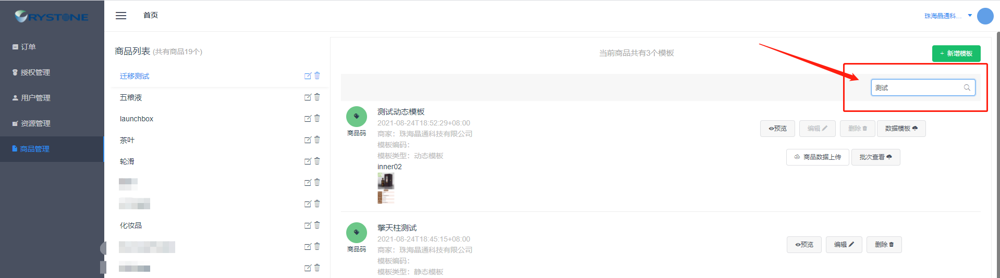 CRYSTONE
首页
珠海晶通科...
订单
授权管理
用户管理
资源管理
商品管理
商品列表 (共有商品19个)
迁移测试
五粮液
launchbox
茶叶
轮滑
化妆品
当前商品共有3个模板
+ 新增模板
测试
商品码
测试动态模板
2021-08-24T18:52:29+08:00
商家：珠海晶通科技有限公司
模板编码：
模板类型：动态模板
inner02
预览
编辑
删除
数据模板
商品数据上传
批次查看
商品码
擎天柱测试
2021-08-24T18:45:15+08:00
商家：珠海晶通科技有限公司
模板编码：
模板类型：静态模板
预览
编辑
删除